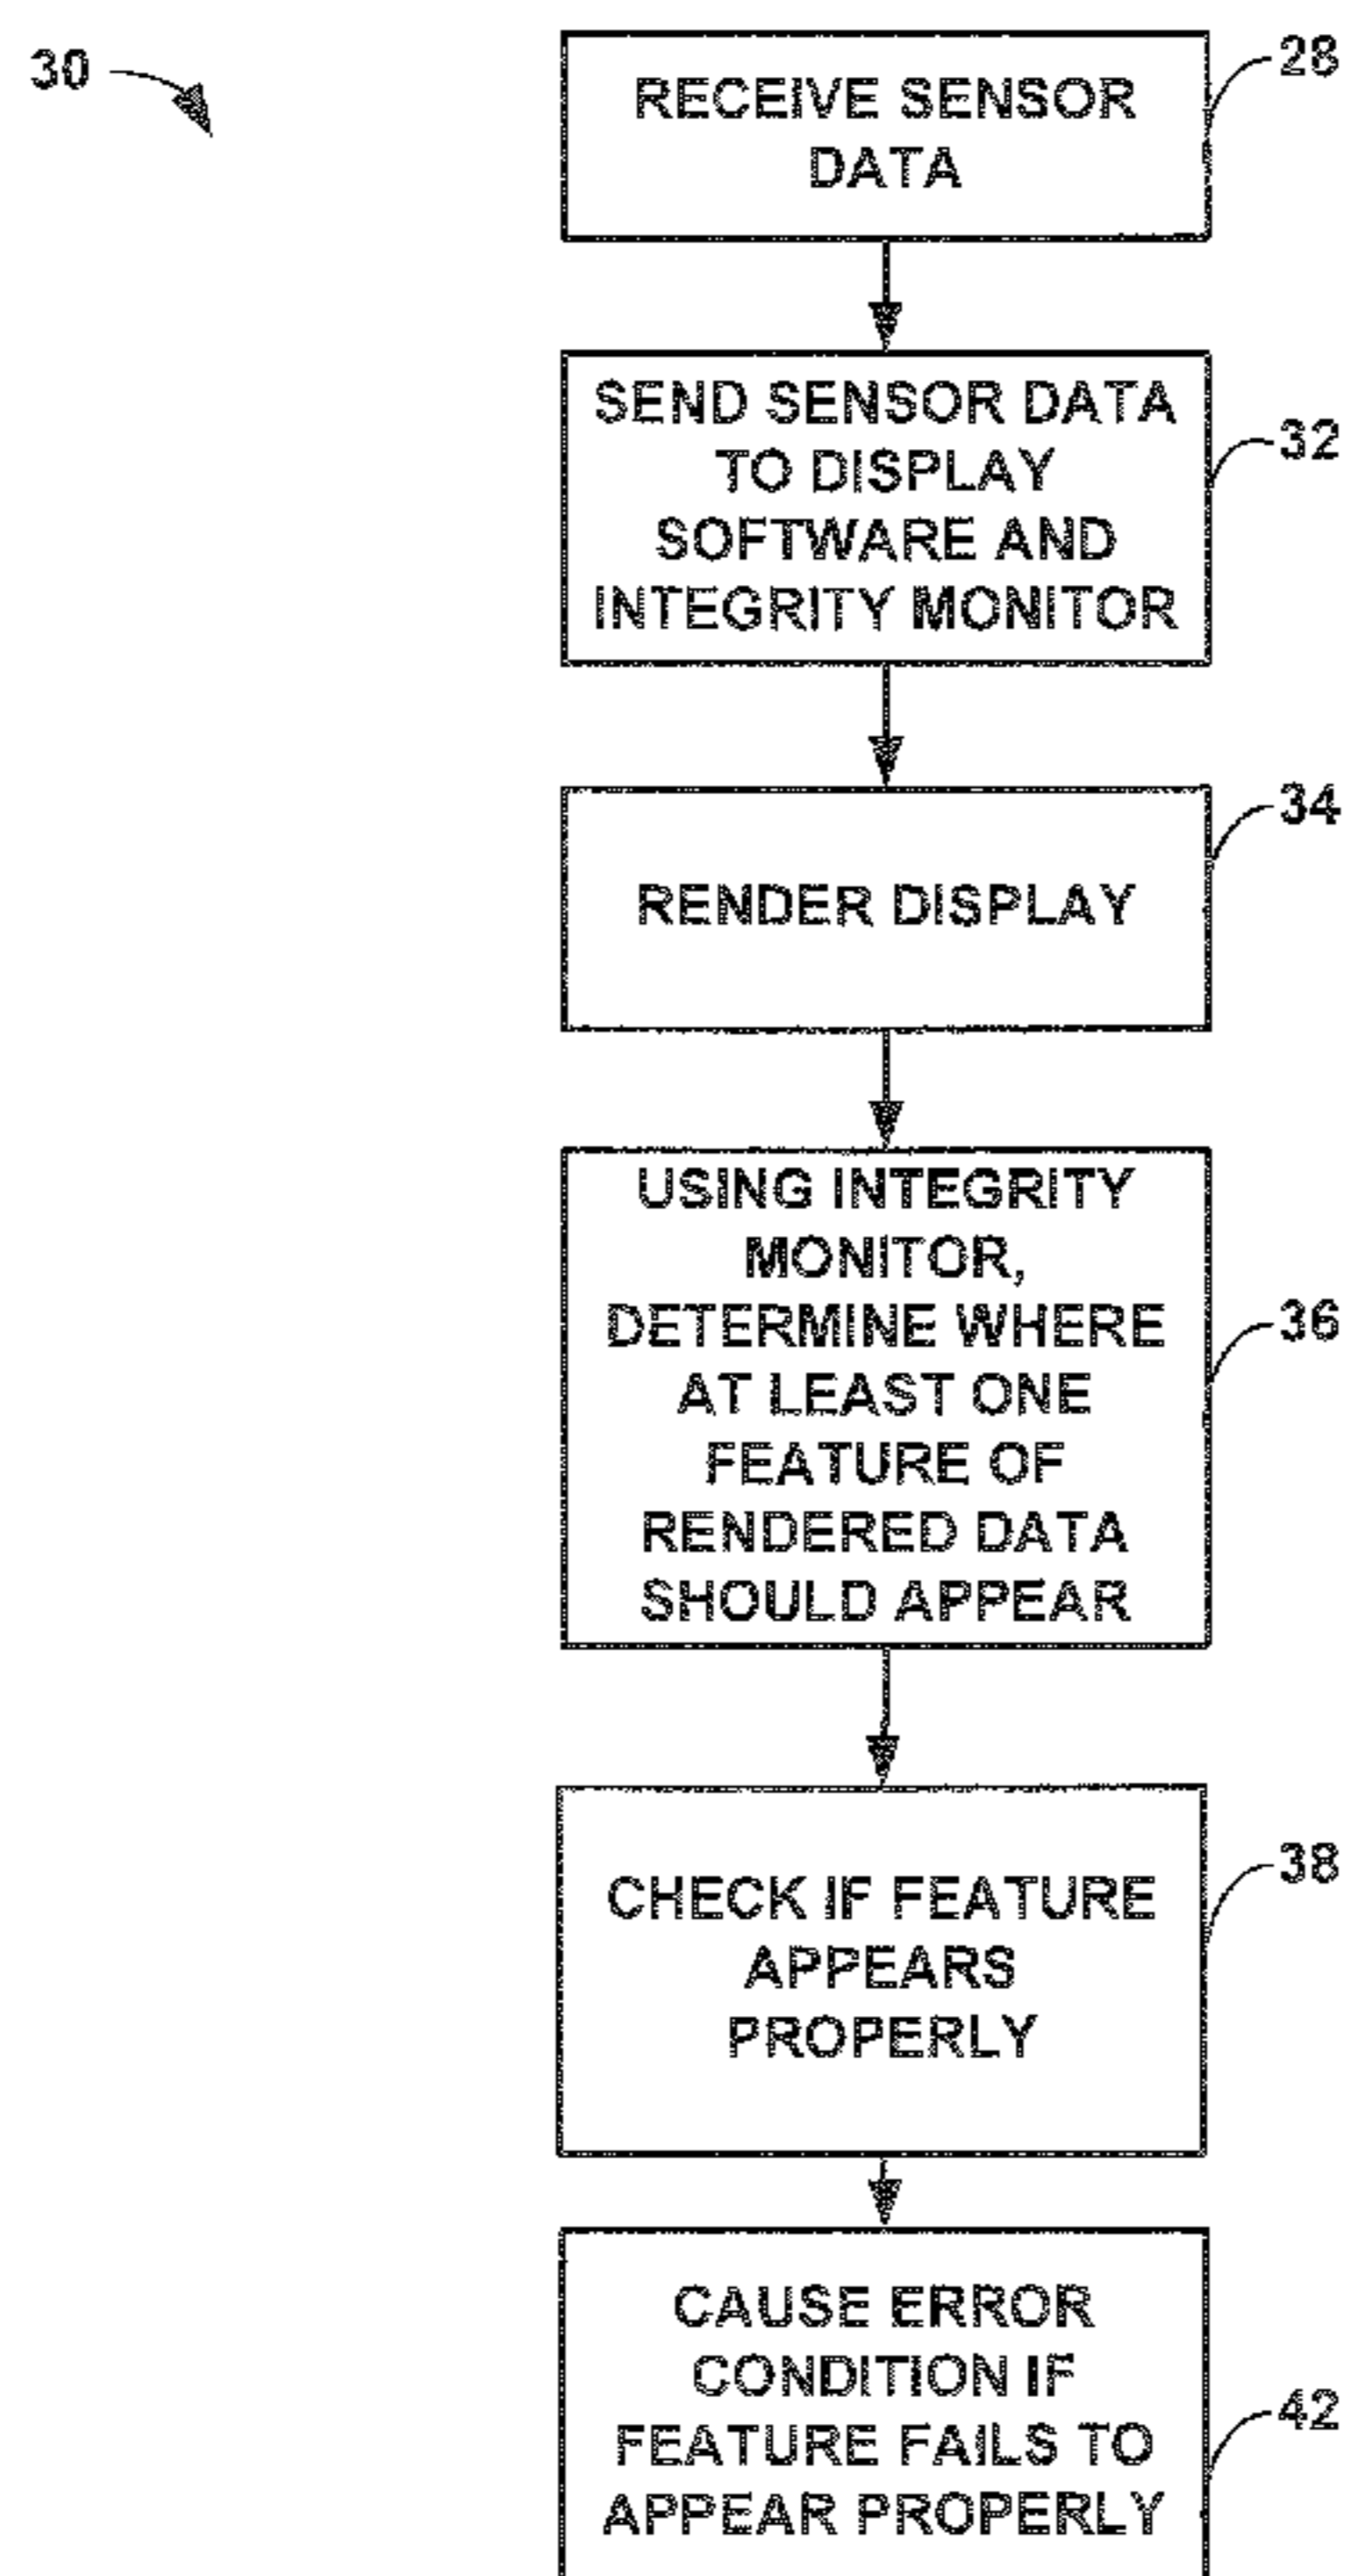 30
RECEIVE SENSOR
DATA
28
SEND SENSOR DATA
TO DISPLAY
SOFTWARE AND
INTEGRITY MONITOR
32
RENDER DISPLAY
34
USING INTEGRITY
MONITOR,
DETERMINE WHERE
AT LEAST ONE
FEATURE OF
RENDERED DATA
SHOULD APPEAR
36
CHECK IF FEATURE
APPEARS
PROPERLY
38
CAUSE ERROR
CONDITION IF
FEATURE FAILS TO
APPEAR PROPERLY
42